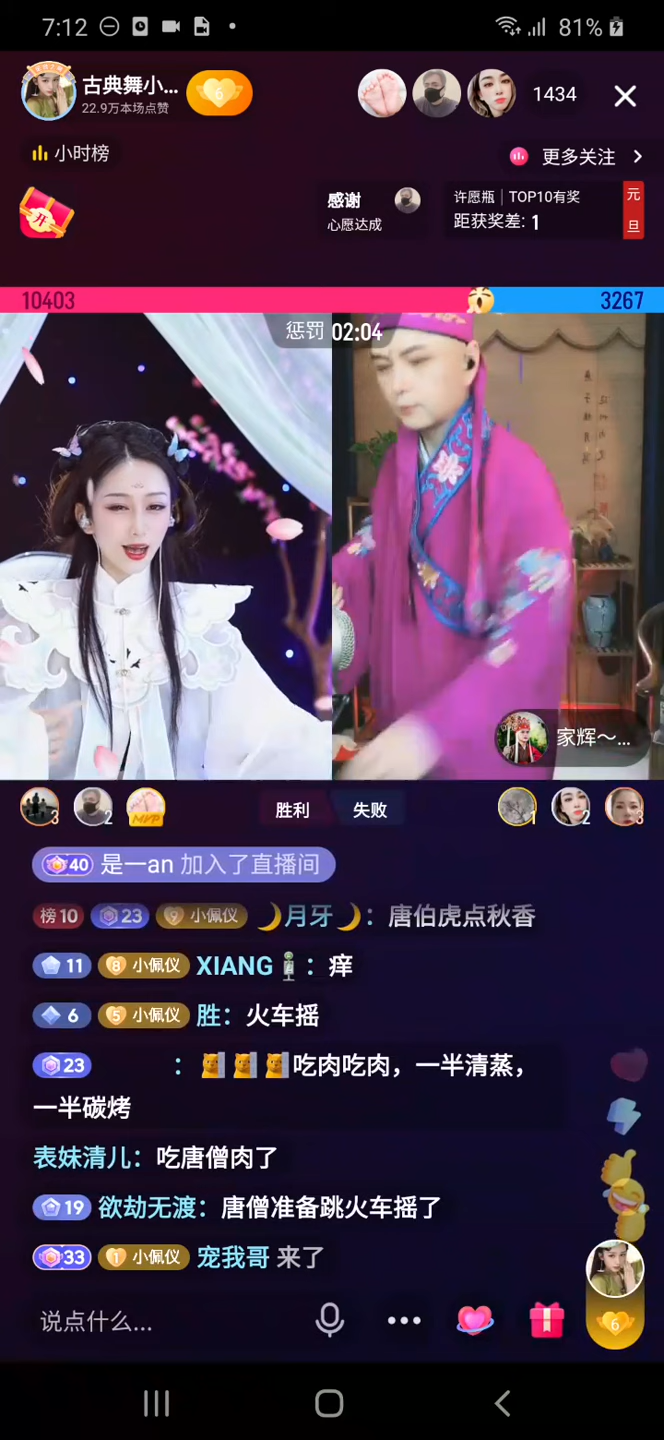 7:12
81%
古典舞小...
22.9万本场点赞
6
1434
小时榜
更多关注
开
感谢
心愿达成
许愿瓶 | TOP10有奖
距获奖差: 1
元旦
10403
3267
惩罚 02:04
家辉～...
3
2
MVP
胜利
失败
1
2
3
40 是一an 加入了直播间
榜10 23 9 小佩仪 月牙：唐伯虎点秋香
11 8 小佩仪 XIANG：痒
6 5 小佩仪 胜：火车摇
23 ：吃肉吃肉，一半清蒸，
一半碳烤
表妹清儿：吃唐僧肉了
19 欲劫无渡：唐僧准备跳火车摇了
33 1 小佩仪 宠我哥 来了
说点什么...
6